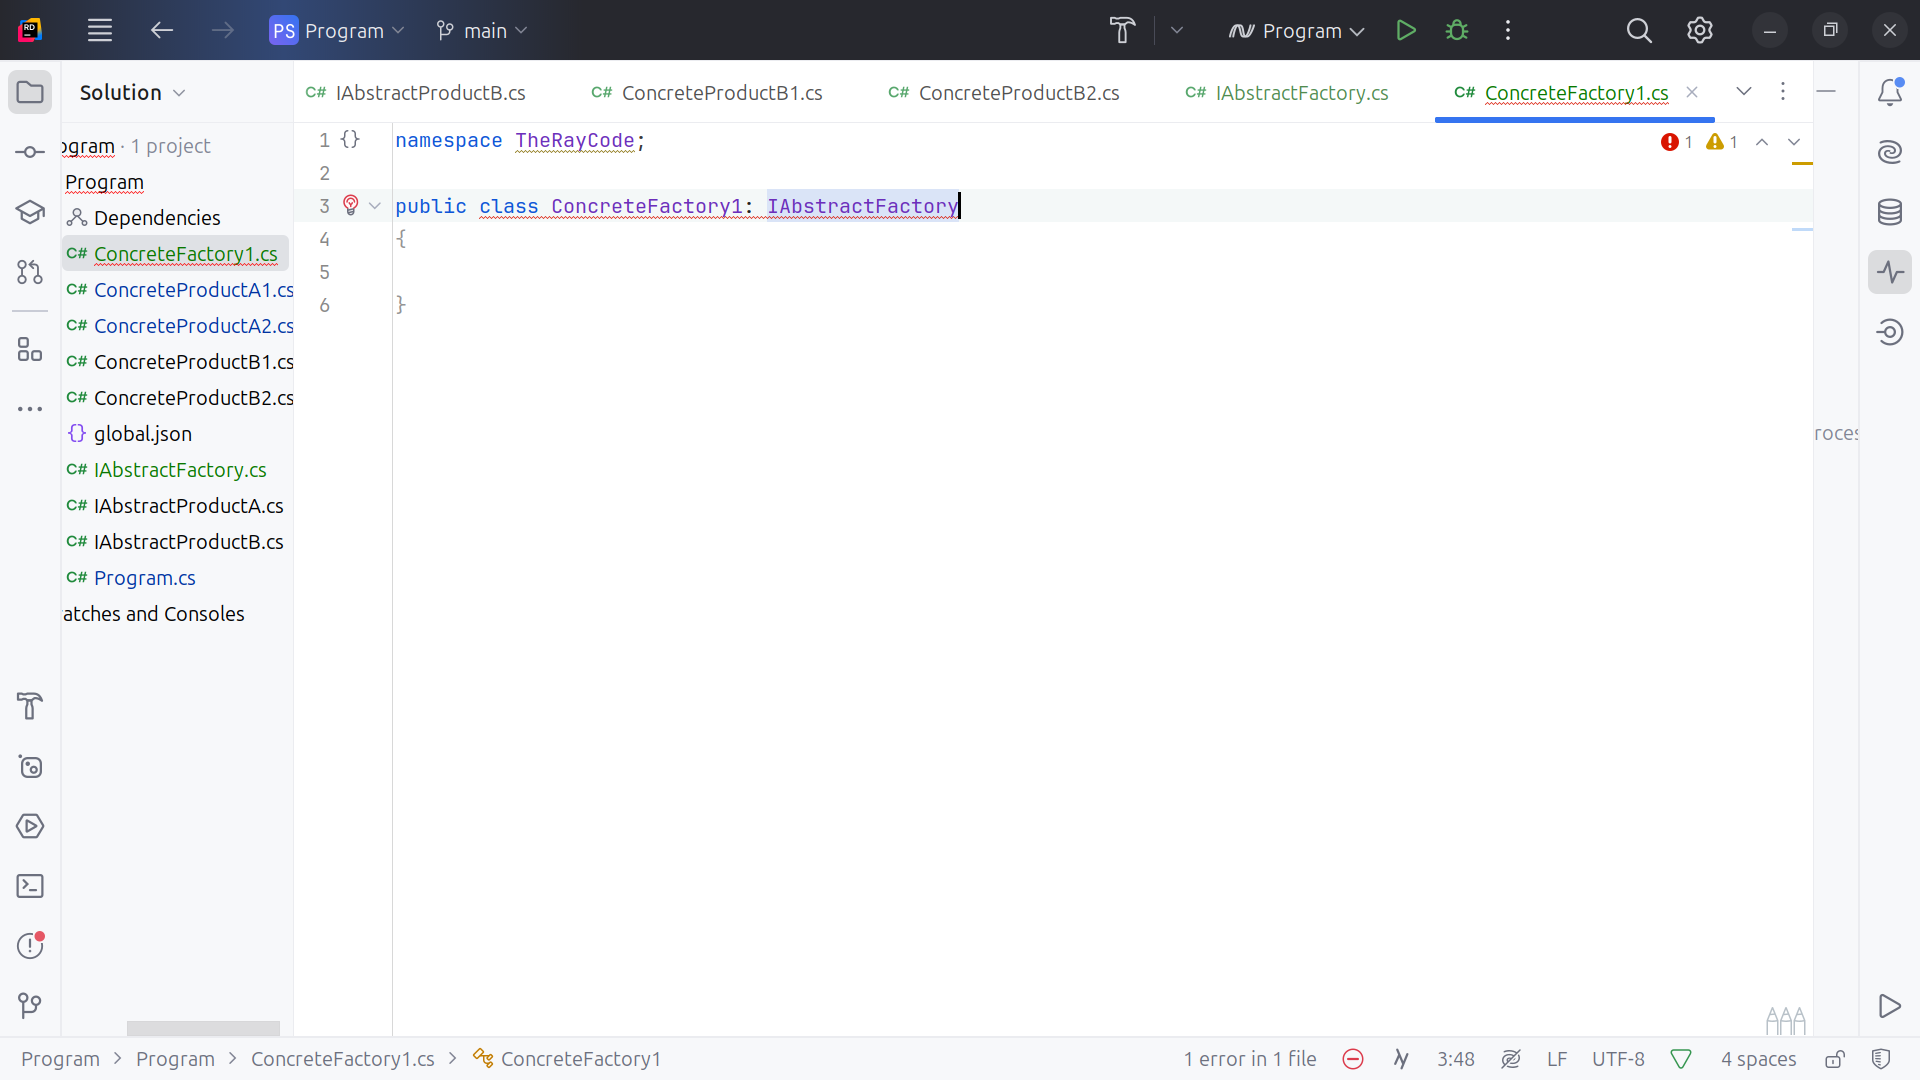 PS Program main Program
Solution
IAbstractProductB.cs ConcreteProductB1.cs ConcreteProductB2.cs IAbstractFactory.cs ConcreteFactory1.cs
ogram · 1 project
Program
Dependencies
C# ConcreteFactory1.cs
C# ConcreteProductA1.cs
C# ConcreteProductA2.cs
C# ConcreteProductB1.cs
C# ConcreteProductB2.cs
{} global.json
C# IAbstractFactory.cs
C# IAbstractProductA.cs
C# IAbstractProductB.cs
C# Program.cs
atches and Consoles
1 {} namespace TheRayCode;
2
3 public class ConcreteFactory1: IAbstractFactory
4 {
5
6 }
1 1
roces
Program > Program > ConcreteFactory1.cs > ConcreteFactory1
1 error in 1 file 3:48 LF UTF-8 4 spaces